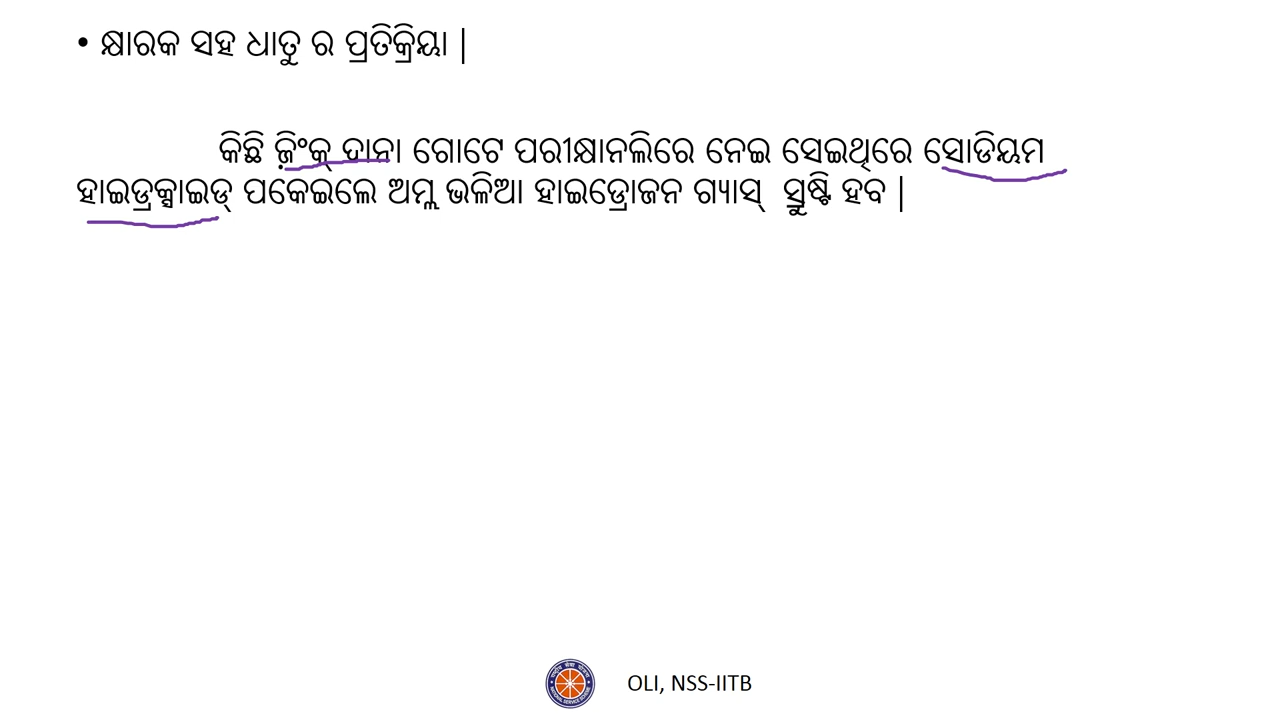 • କ୍ଷାରକ ସହ ଧାତୁ ର ପ୍ରତିକ୍ରିୟା |
କିଛି ଜ଼ିଂକ୍ ଦାନା ଗୋଟେ ପରୀକ୍ଷାନଳିରେ ନେଇ ସେଇଥିରେ ସୋଡିୟମ
ହାଇଡ୍ରକ୍ସାଇଡ୍ ପକେଇଲେ ଅମ୍ଳ ଭଳିଆ ହାଇଡ୍ରୋଜନ ଗ୍ୟାସ୍ ସ୍ରୁଷ୍ଟି ହବ |
OLI, NSS-IITB